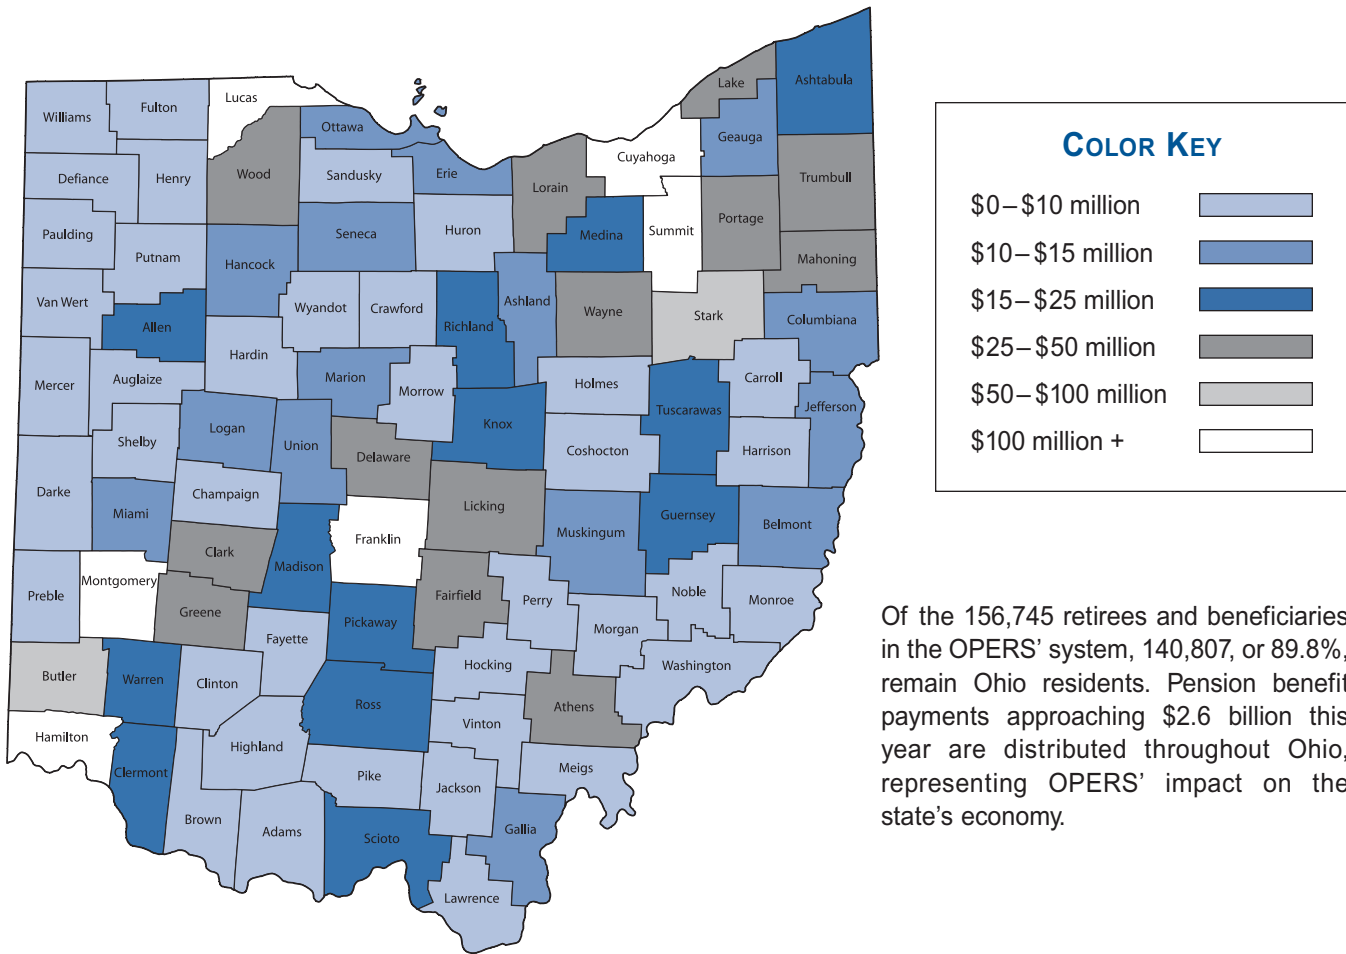 Lake
Ashtabula
Lucas
Fulton
Williams
Ottawa
Geauga
Cuyahoga
Wood
Sandusky
Erie
Lorain
Trumbull
Defiance
Henry
Portage
Paulding
Seneca
Huron
Medina
Summit
Putnam
Hancock
Mahoning
Van Wert
Wyandot
Crawford
Ashland
Wayne
Stark
Columbiana
Allen
Richland
Hardin
Mercer
Auglaize
Marion
Morrow
Holmes
Carroll
Jefferson
Tuscarawas
Shelby
Logan
Union
Knox
Coshocton
Harrison
Delaware
Darke
Champaign
Licking
Miami
Guernsey
Belmont
Muskingum
Franklin
Clark
Madison
Montgomery
Preble
Greene
Fairfield
Perry
Noble
Monroe
Pickaway
Fayette
Morgan
Hocking
Washington
Butler
Warren
Clinton
Ross
Athens
Vinton
Hamilton
Highland
Clermont
Pike
Jackson
Meigs
Brown
Adams
Scioto
Gallia
Lawrence
COLOR KEY
$0–$10 million
$10–$15 million
$15–$25 million
$25–$50 million
$50–$100 million
$100 million +
Of the 156,745 retirees and beneficiaries
in the OPERS’ system, 140,807, or 89.8%,
remain Ohio residents. Pension benefit
payments approaching $2.6 billion this
year are distributed throughout Ohio,
representing OPERS’ impact on the
state’s economy.